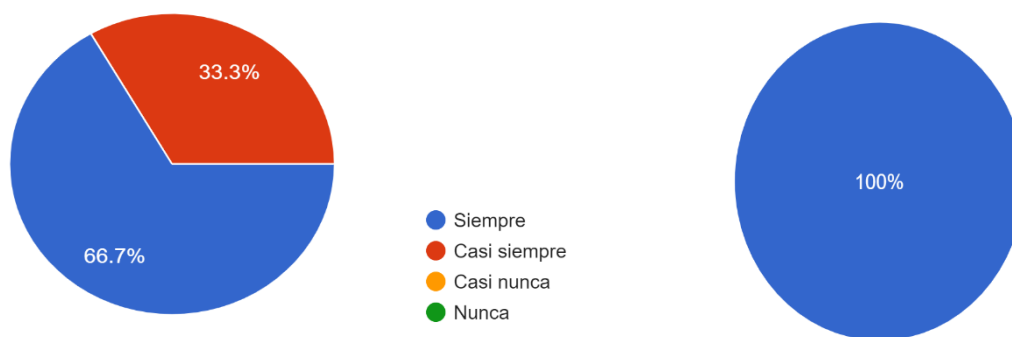 33.3%
66.7%
Siempre
Casi siempre
Casi nunca
Nunca
100%